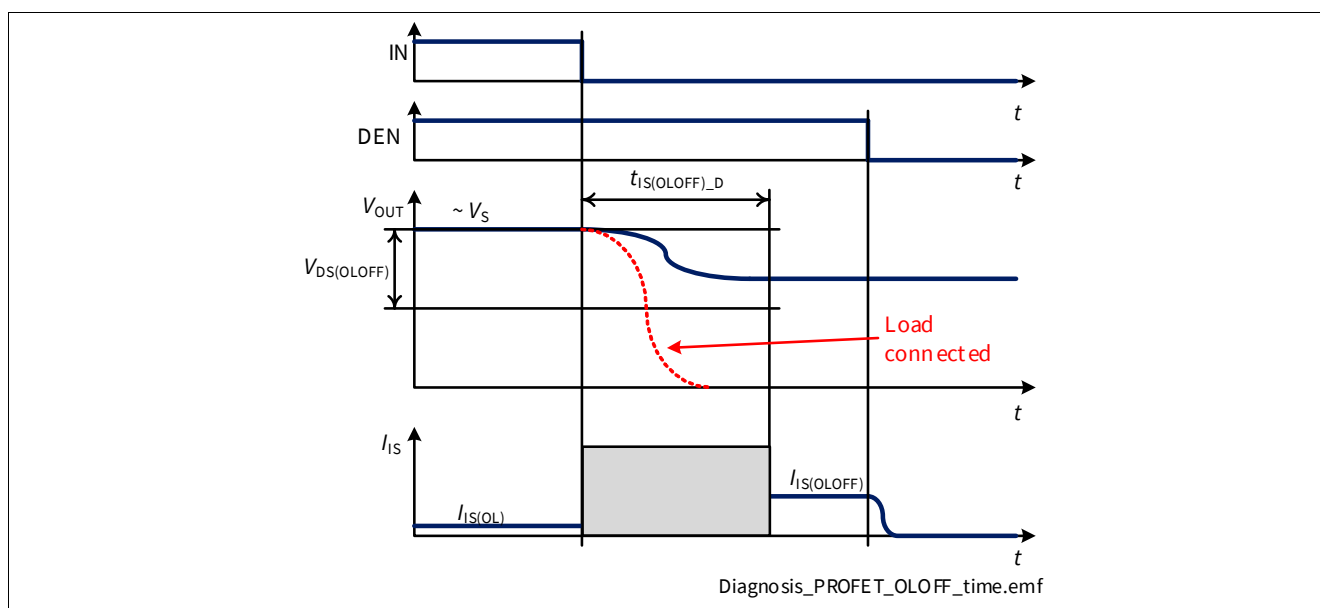 IN
t
DEN
t
tIS(OLOFF)_D
VOUT
~ VS
VDS(OLOFF)
Load
connected
t
IIS
IIS(OLOFF)
IIS(OL)
t
Diagnosis_PROFET_OLOFF_time.emf